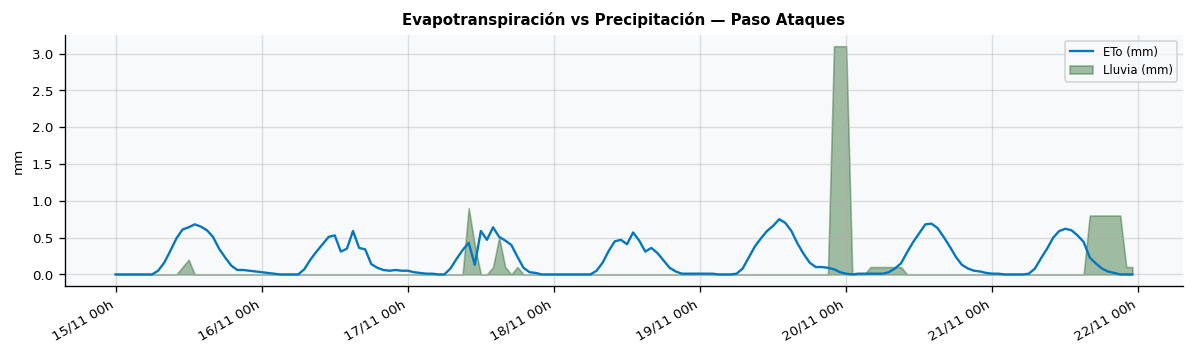 Evapotranspiración vs Precipitación — Paso Ataques
ETo (mm)
Lluvia (mm)
mm
3.0
2.5
2.0
1.5
1.0
0.5
0.0
15/11 00h
16/11 00h
17/11 00h
18/11 00h
19/11 00h
20/11 00h
21/11 00h
22/11 00h